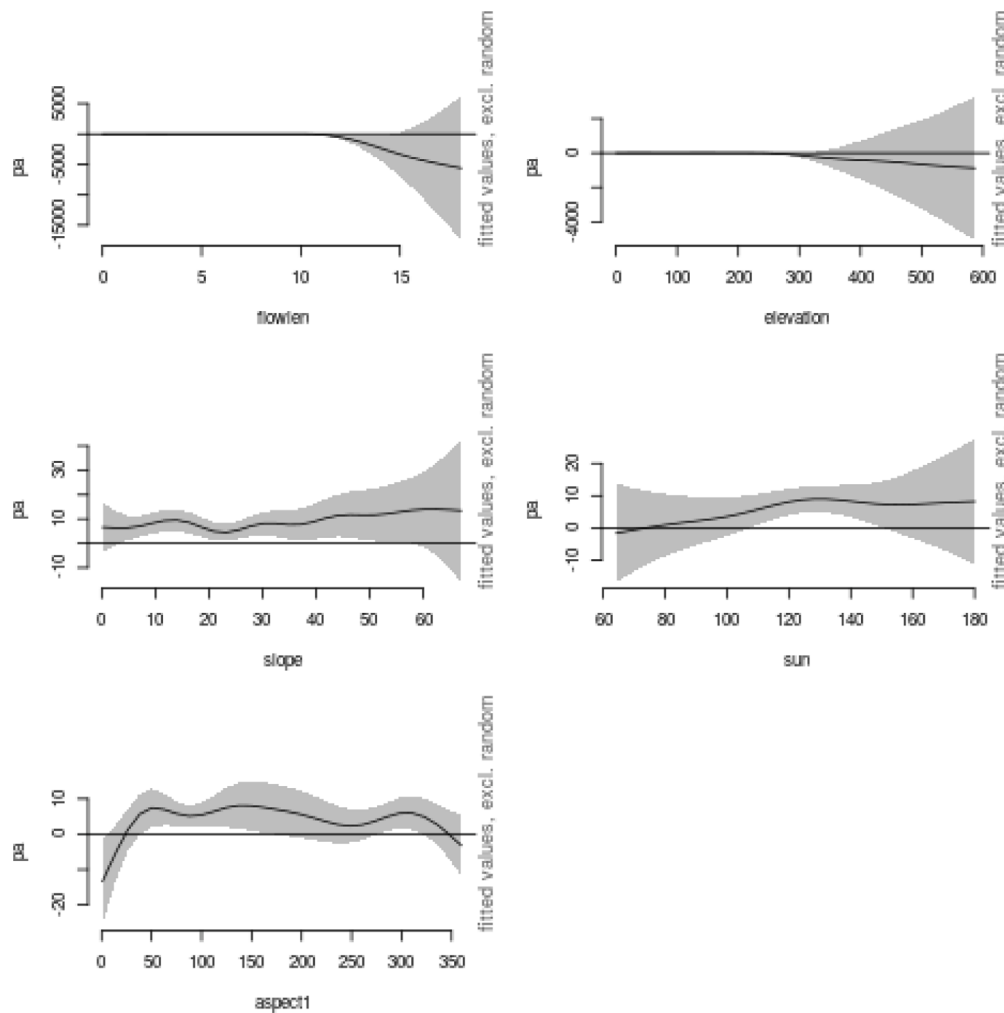 pa
5000
-5000
-15000
0 5 10 15
flowlen
fitted values, excl. random
pa
0
-4000
0 100 200 300 400 500 600
elevation
fitted values, excl. random
pa
30
10
-10
0 10 20 30 40 50 60
slope
fitted values, excl. random
pa
20
10
0
-10
60 80 100 120 140 160 180
sun
fitted values, excl. random
pa
10
0
-20
0 50 100 150 200 250 300 350
aspect1
fitted values, excl. random